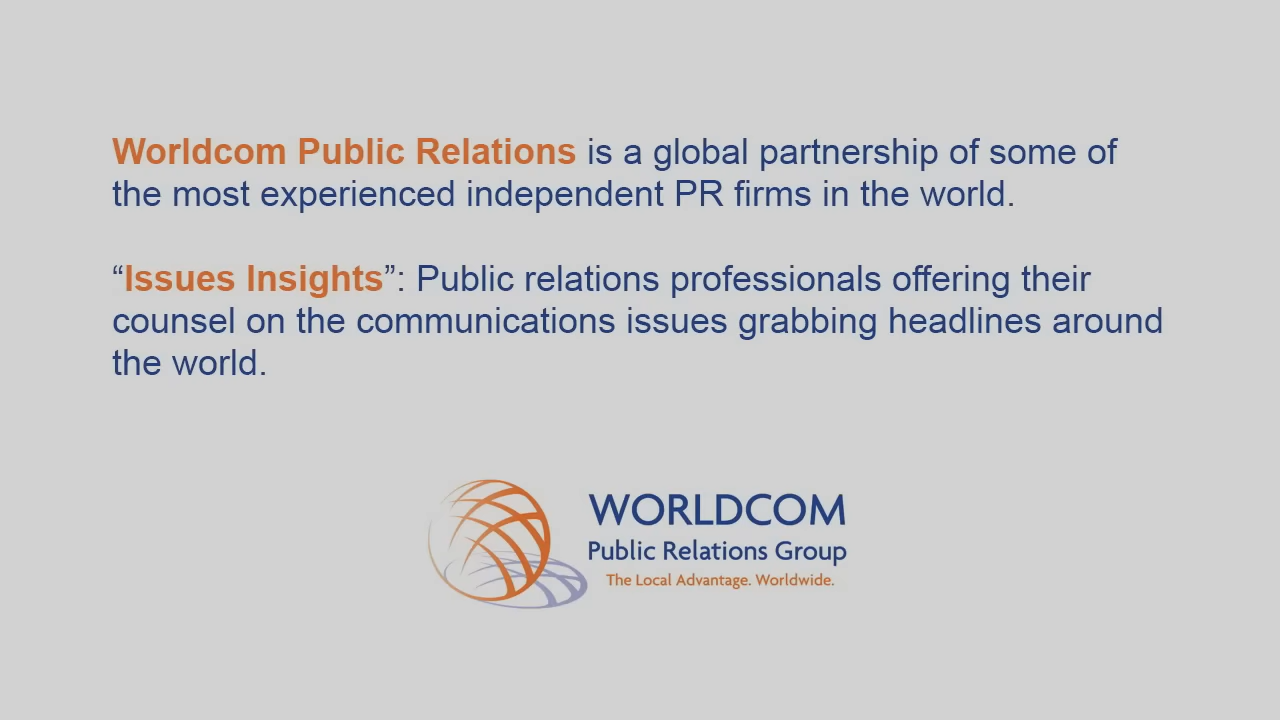 Worldcom Public Relations is a global partnership of some of
the most experienced independent PR firms in the world.
“Issues Insights”: Public relations professionals offering their
counsel on the communications issues grabbing headlines around
the world.
WORLDCOM
Public Relations Group
The Local Advantage. Worldwide.